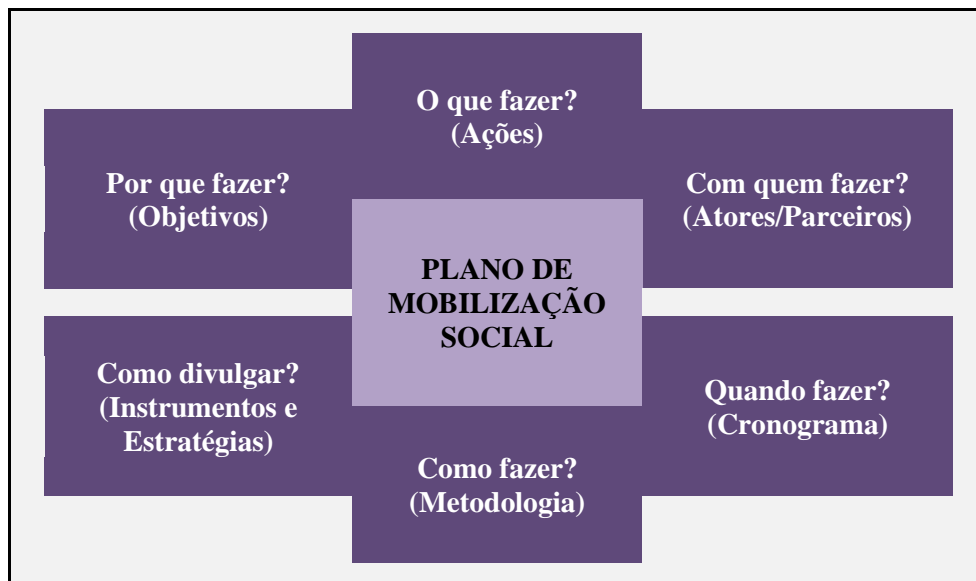 O que fazer?
(Ações)
Por que fazer?
(Objetivos)
Com quem fazer?
(Atores/Parceiros)
PLANO DE
MOBILIZAÇÃO
SOCIAL
Como divulgar?
(Instrumentos e
Estratégias)
Quando fazer?
(Cronograma)
Como fazer?
(Metodologia)